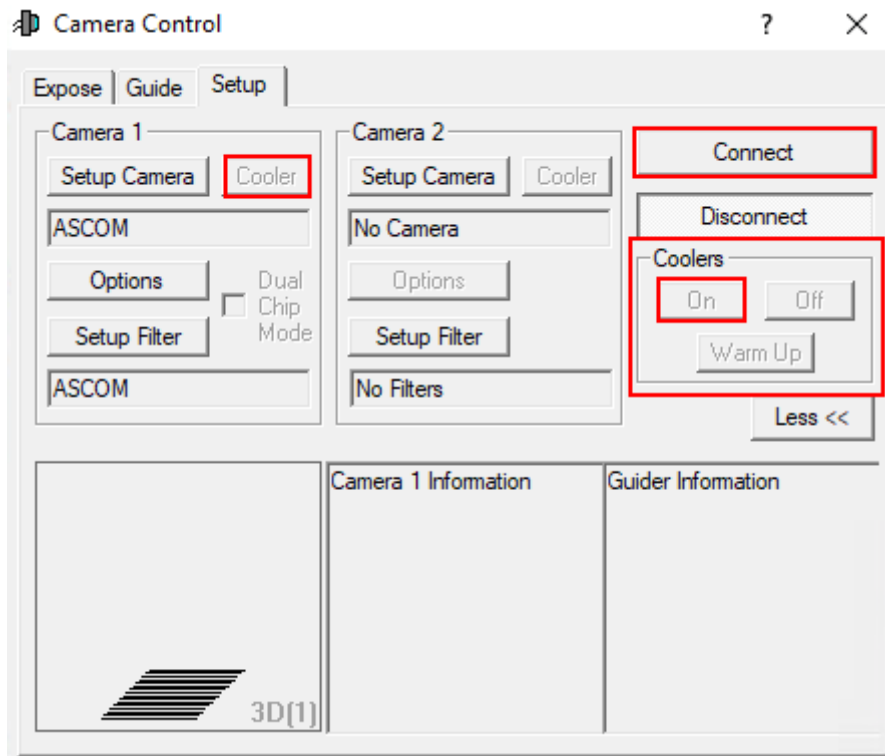 Camera Control
?
Expose Guide Setup
Camera 1
Setup Camera Cooler
ASCOM
Options
Dual
Chip
Mode
Setup Filter
ASCOM
Camera 2
Setup Camera Cooler
No Camera
Options
Setup Filter
No Filters
Connect
Disconnect
Coolers
On Off
Warm Up
Less <<
3D(1)
Camera 1 Information
Guider Information